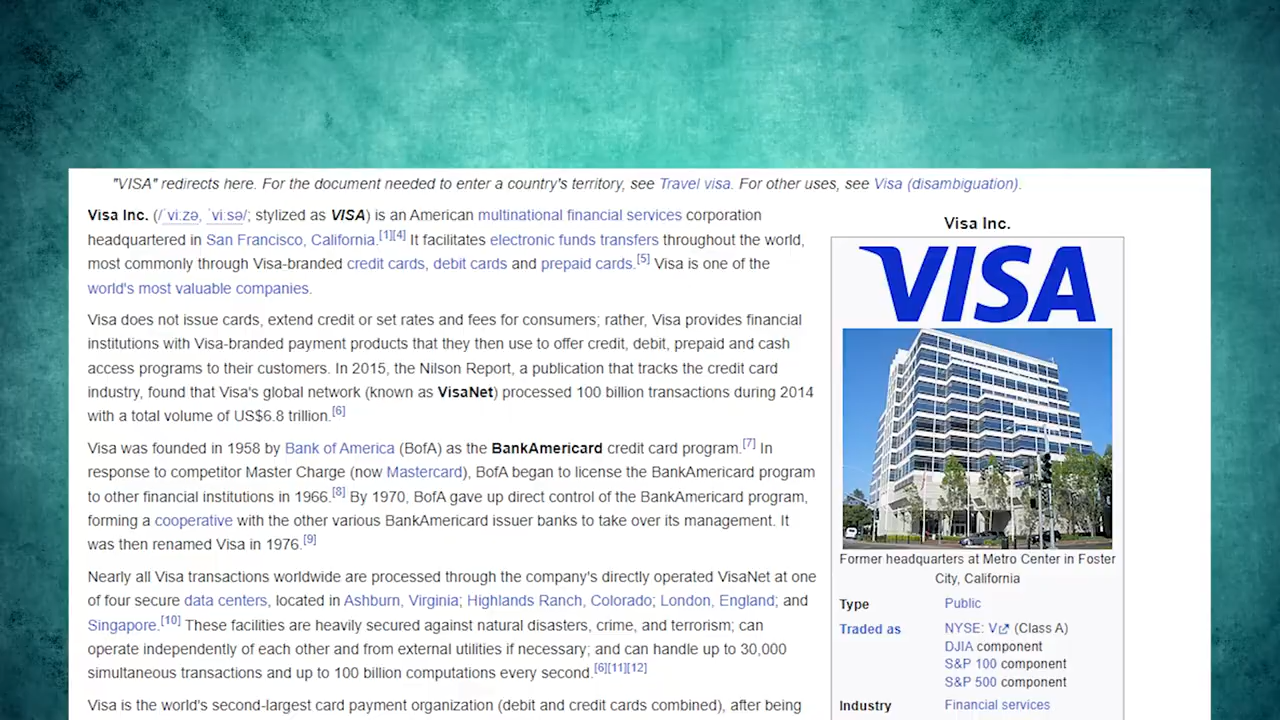 "VISA" redirects here. For the document needed to enter a country's territory, see Travel visa. For other uses, see Visa (disambiguation).
Visa Inc. (/ˈviːzə, ˈviːsə/; stylized as VISA) is an American multinational financial services corporation
headquartered in San Francisco, California.[1][4] It facilitates electronic funds transfers throughout the world,
most commonly through Visa-branded credit cards, debit cards and prepaid cards.[5] Visa is one of the
world's most valuable companies.
Visa does not issue cards, extend credit or set rates and fees for consumers; rather, Visa provides financial
institutions with Visa-branded payment products that they then use to offer credit, debit, prepaid and cash
access programs to their customers. In 2015, the Nilson Report, a publication that tracks the credit card
industry, found that Visa's global network (known as VisaNet) processed 100 billion transactions during 2014
with a total volume of US$6.8 trillion.[6]
Visa was founded in 1958 by Bank of America (BofA) as the BankAmericard credit card program.[7] In
response to competitor Master Charge (now Mastercard), BofA began to license the BankAmericard program
to other financial institutions in 1966.[8] By 1970, BofA gave up direct control of the BankAmericard program,
forming a cooperative with the other various BankAmericard issuer banks to take over its management. It
was then renamed Visa in 1976.[9]
Nearly all Visa transactions worldwide are processed through the company's directly operated VisaNet at one
of four secure data centers, located in Ashburn, Virginia; Highlands Ranch, Colorado; London, England; and
Singapore.[10] These facilities are heavily secured against natural disasters, crime, and terrorism; can
operate independently of each other and from external utilities if necessary; and can handle up to 30,000
simultaneous transactions and up to 100 billion computations every second.[6][11][12]
Visa is the world's second-largest card payment organization (debit and credit cards combined), after being
Visa Inc.
VISA
Former headquarters at Metro Center in Foster
City, California
Type Public
Traded as NYSE: V (Class A)
DJIA component
S&P 100 component
S&P 500 component
Industry Financial services